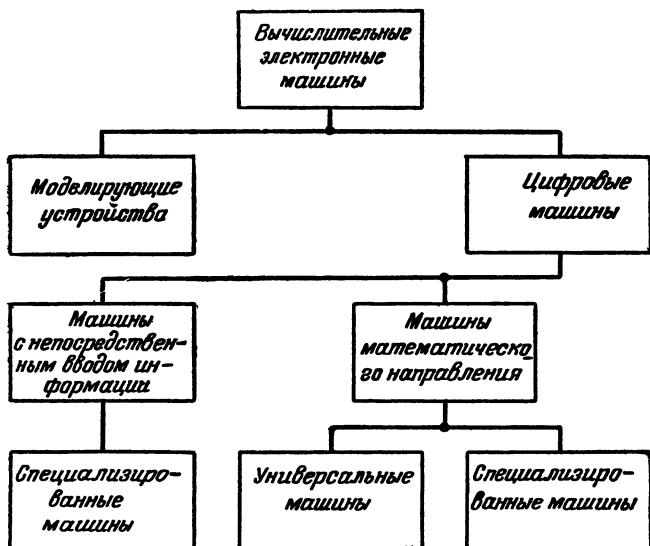 Вычислительные
электронные
машины
Моделирующие
устройства
Цифровые
машины
Машины
с непосредствен-
ным вводом ин-
формации
Машины
математическо-
го направления
Специализиро-
ванные
машины
Универсальные
машины
Специализиро-
ванные машины